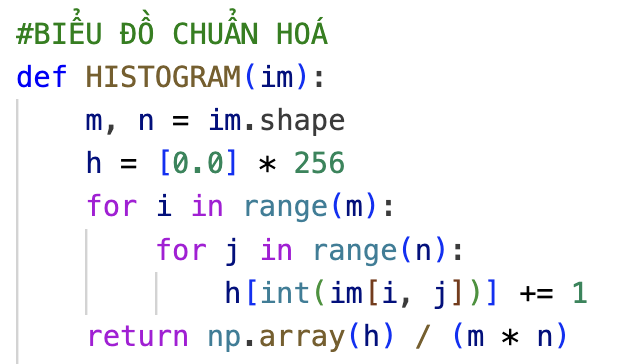 #BIỂU ĐỒ CHUẨN HOÁ
def HISTOGRAM(im):
    m, n = im.shape
    h = [0.0] * 256
    for i in range(m):
        for j in range(n):
            h[int(im[i, j])] += 1
    return np.array(h) / (m * n)